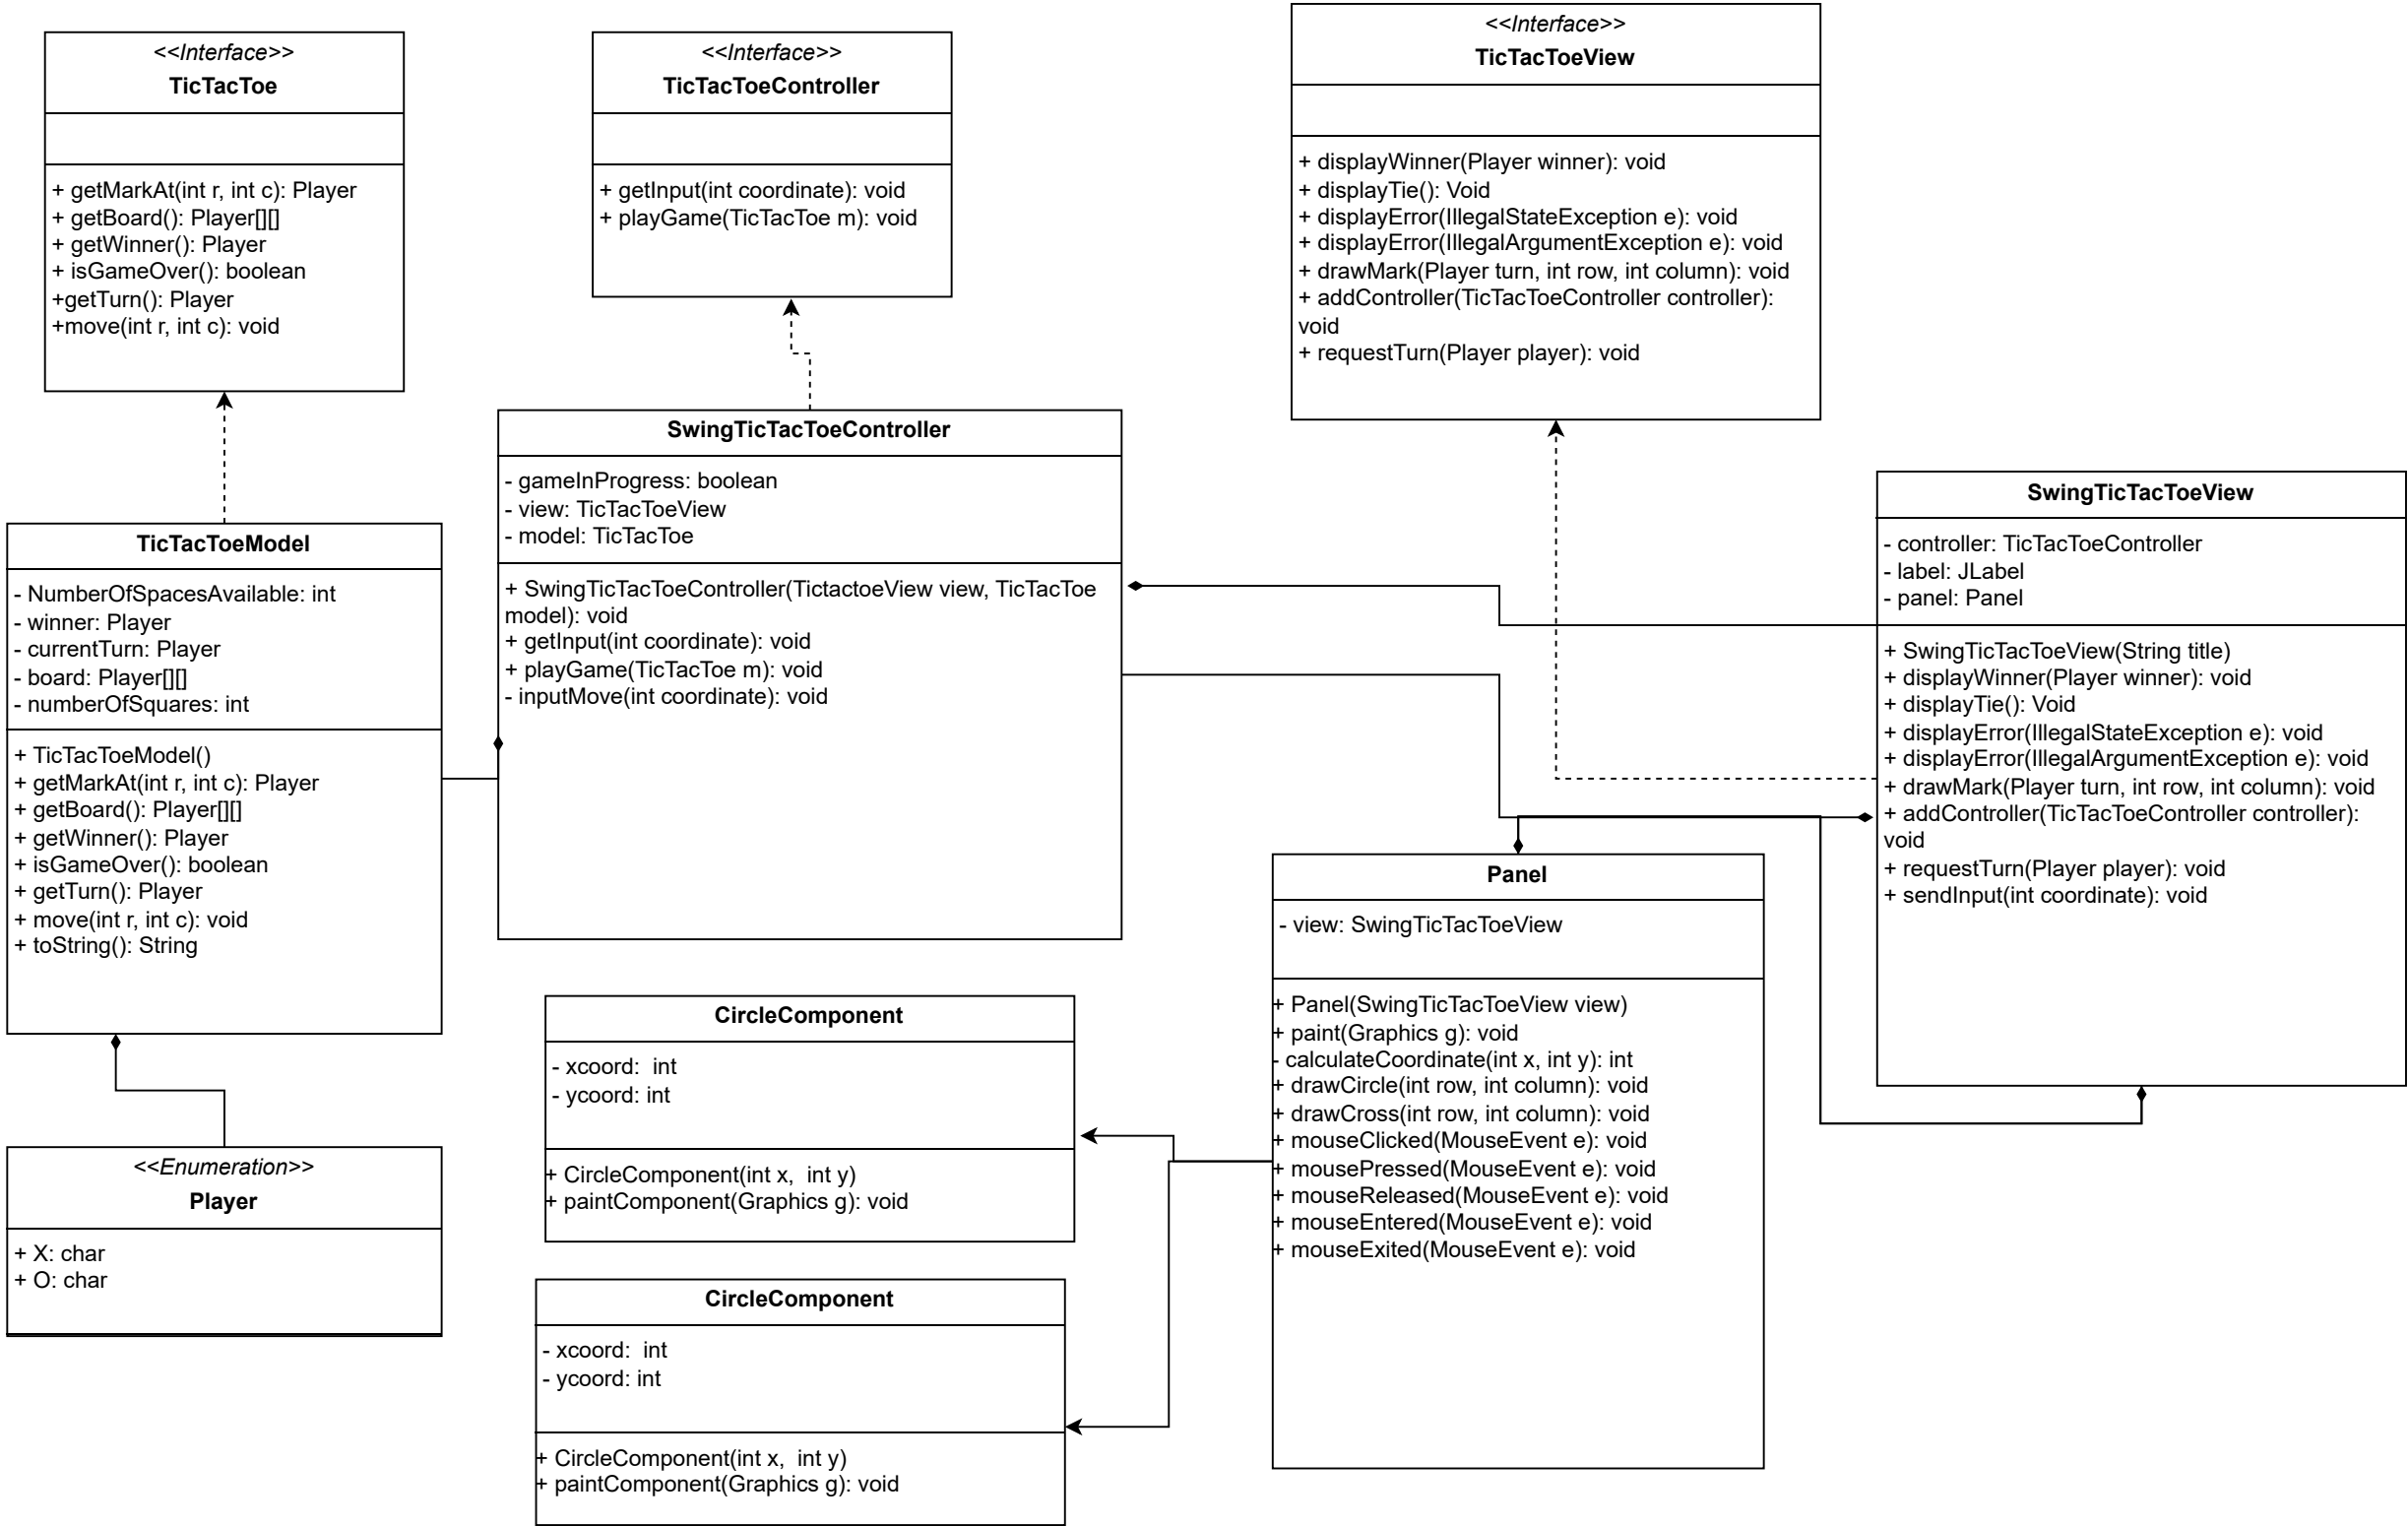 <<Interface>>
TicTacToe
+ getMarkAt(int r, int c): Player
+ getBoard(): Player[][]
+ getWinner(): Player
+ isGameOver(): boolean
+getTurn(): Player
+move(int r, int c): void
<<Interface>>
TicTacToeController
+ getInput(int coordinate): void
+ playGame(TicTacToe m): void
<<Interface>>
TicTacToeView
+ displayWinner(Player winner): void
+ displayTie(): Void
+ displayError(IllegalStateException e): void
+ displayError(IllegalArgumentException e): void
+ drawMark(Player turn, int row, int column): void
+ addController(TicTacToeController controller):
void
+ requestTurn(Player player): void
TicTacToeModel
- NumberOfSpacesAvailable: int
- winner: Player
- currentTurn: Player
- board: Player[][]
- numberOfSquares: int
+ TicTacToeModel()
+ getMarkAt(int r, int c): Player
+ getBoard(): Player[][]
+ getWinner(): Player
+ isGameOver(): boolean
+ getTurn(): Player
+ move(int r, int c): void
+ toString(): String
SwingTicTacToeController
- gameInProgress: boolean
- view: TicTacToeView
- model: TicTacToe
+ SwingTicTacToeController(TictactoeView view, TicTacToe
model): void
+ getInput(int coordinate): void
+ playGame(TicTacToe m): void
- inputMove(int coordinate): void
SwingTicTacToeView
- controller: TicTacToeController
- label: JLabel
- panel: Panel
+ SwingTicTacToeView(String title)
+ displayWinner(Player winner): void
+ displayTie(): Void
+ displayError(IllegalStateException e): void
+ displayError(IllegalArgumentException e): void
+ drawMark(Player turn, int row, int column): void
+ addController(TicTacToeController controller):
void
+ requestTurn(Player player): void
+ sendInput(int coordinate): void
Panel
- view: SwingTicTacToeView
+ Panel(SwingTicTacToeView view)
+ paint(Graphics g): void
- calculateCoordinate(int x, int y): int
+ drawCircle(int row, int column): void
+ drawCross(int row, int column): void
+ mouseClicked(MouseEvent e): void
+ mousePressed(MouseEvent e): void
+ mouseReleased(MouseEvent e): void
+ mouseEntered(MouseEvent e): void
+ mouseExited(MouseEvent e): void
CircleComponent
- xcoord: int
- ycoord: int
+ CircleComponent(int x, int y)
+ paintComponent(Graphics g): void
<<Enumeration>>
Player
+ X: char
+ O: char
CircleComponent
- xcoord: int
- ycoord: int
+ CircleComponent(int x, int y)
+ paintComponent(Graphics g): void